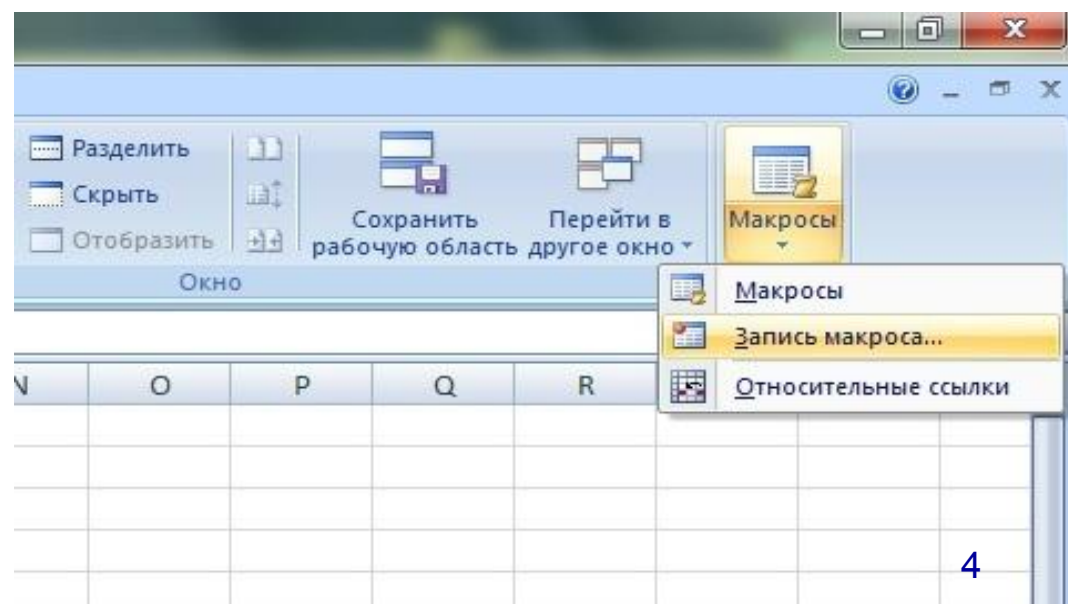 Разделить
Скрыть
Отобразить
Сохранить
рабочую область
Перейти в
другое окно
Макросы
Окно
Макросы
Запись макроса...
Относительные ссылки
N O P Q R
4